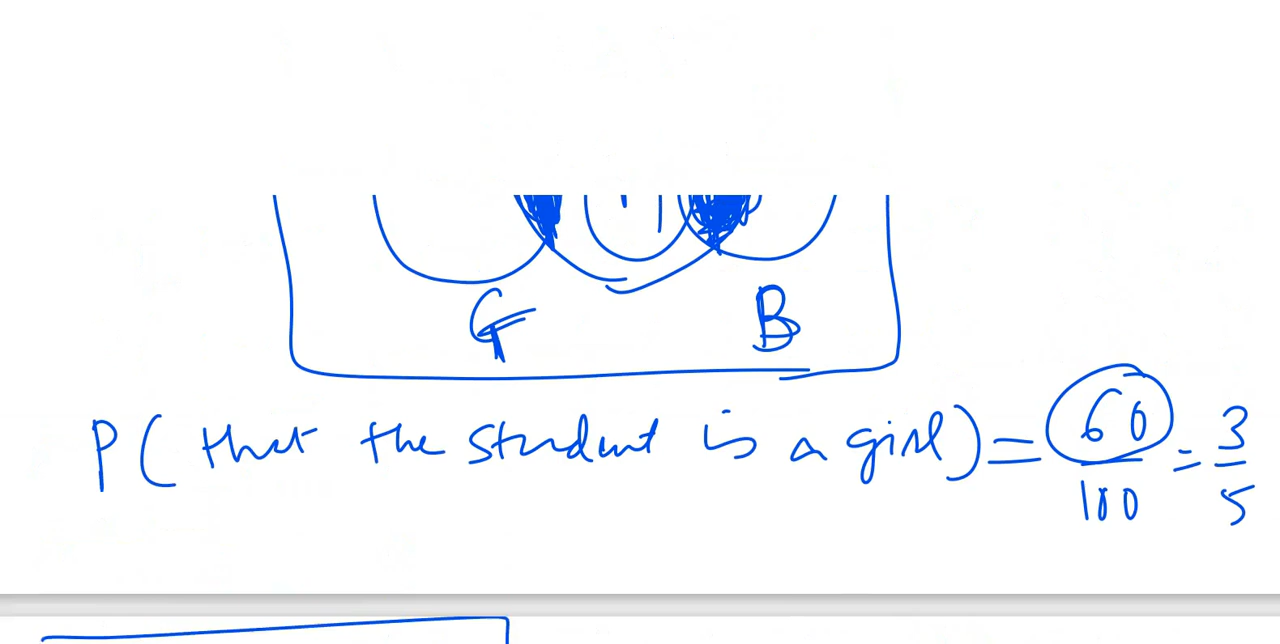 G B
P( that the student is a girl) = 60/100 = 3/5